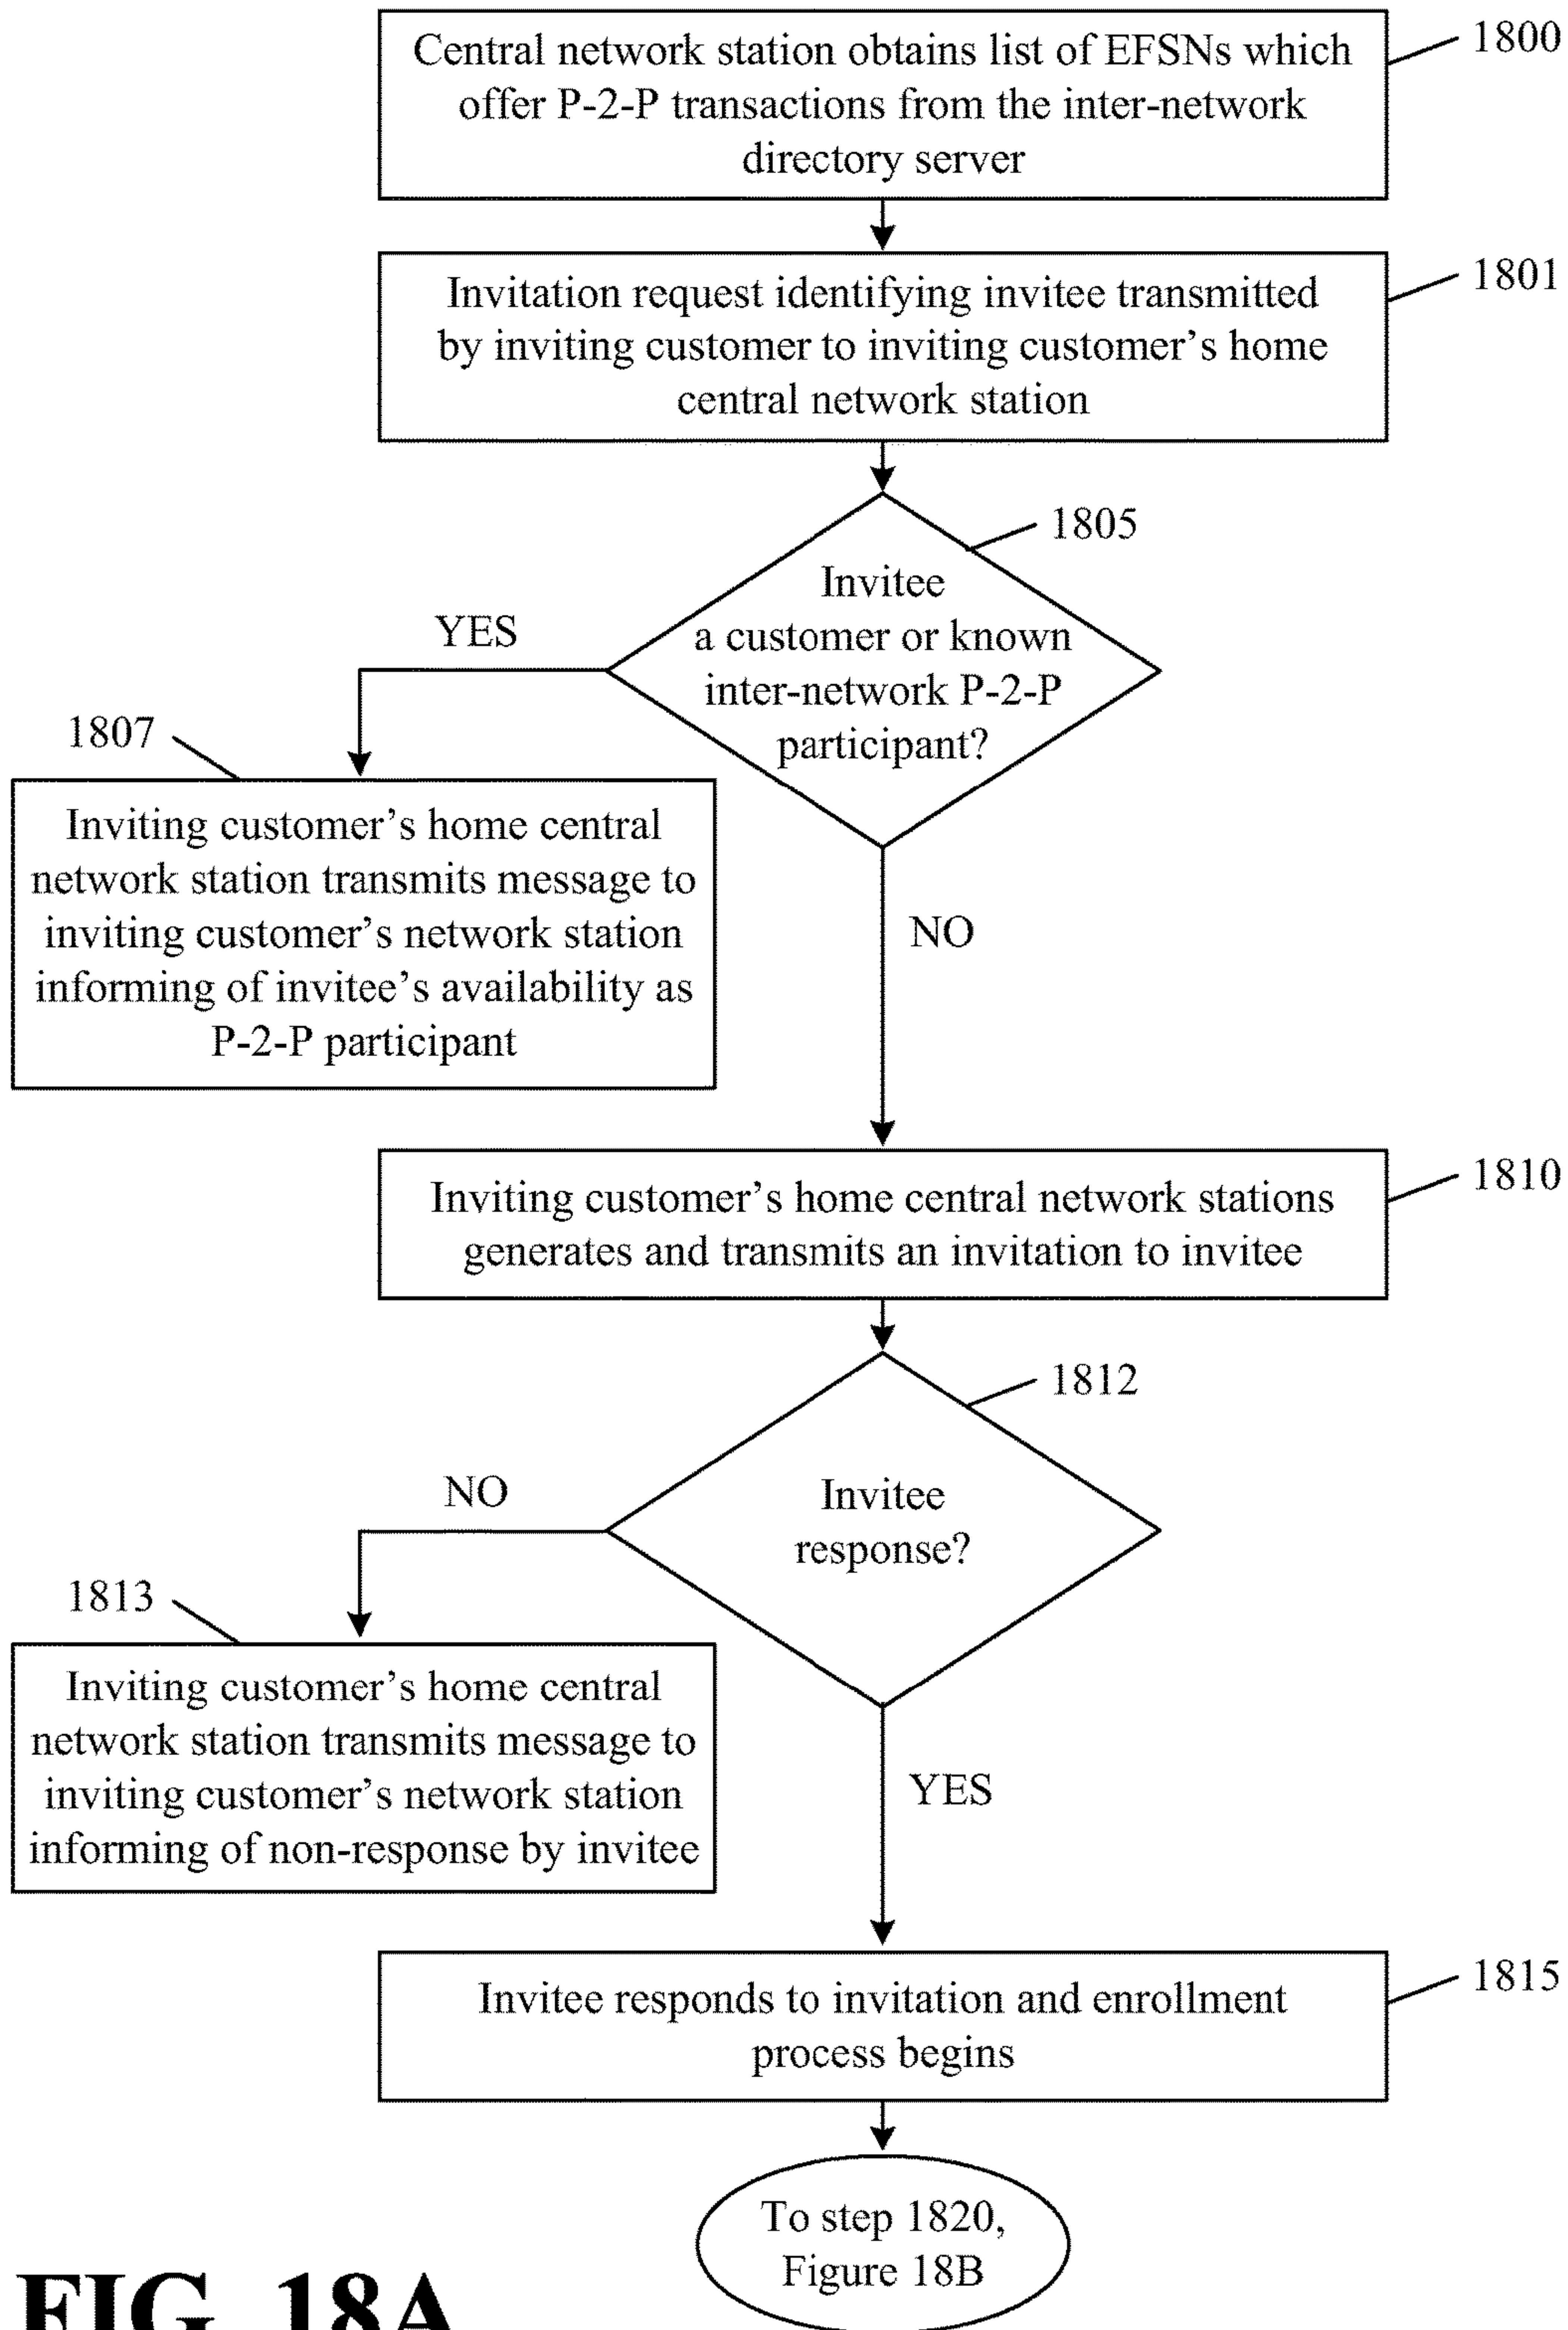 Central network station obtains list of EFSNs which
offer P-2-P transactions from the inter-network
directory server
1800
Invitation request identifying invitee transmitted
by inviting customer to inviting customer's home
central network station
1801
1805
Invitee
a customer or known
inter-network P-2-P
participant?
YES
1807
Inviting customer's home central
network station transmits message to
inviting customer's network station
informing of invitee's availability as
P-2-P participant
NO
Inviting customer's home central network stations
generates and transmits an invitation to invitee
1810
1812
Invitee
response?
NO
1813
Inviting customer's home central
network station transmits message to
inviting customer's network station
informing of non-response by invitee
YES
Invitee responds to invitation and enrollment
process begins
1815
To step 1820,
Figure 18B
FIG. 18A